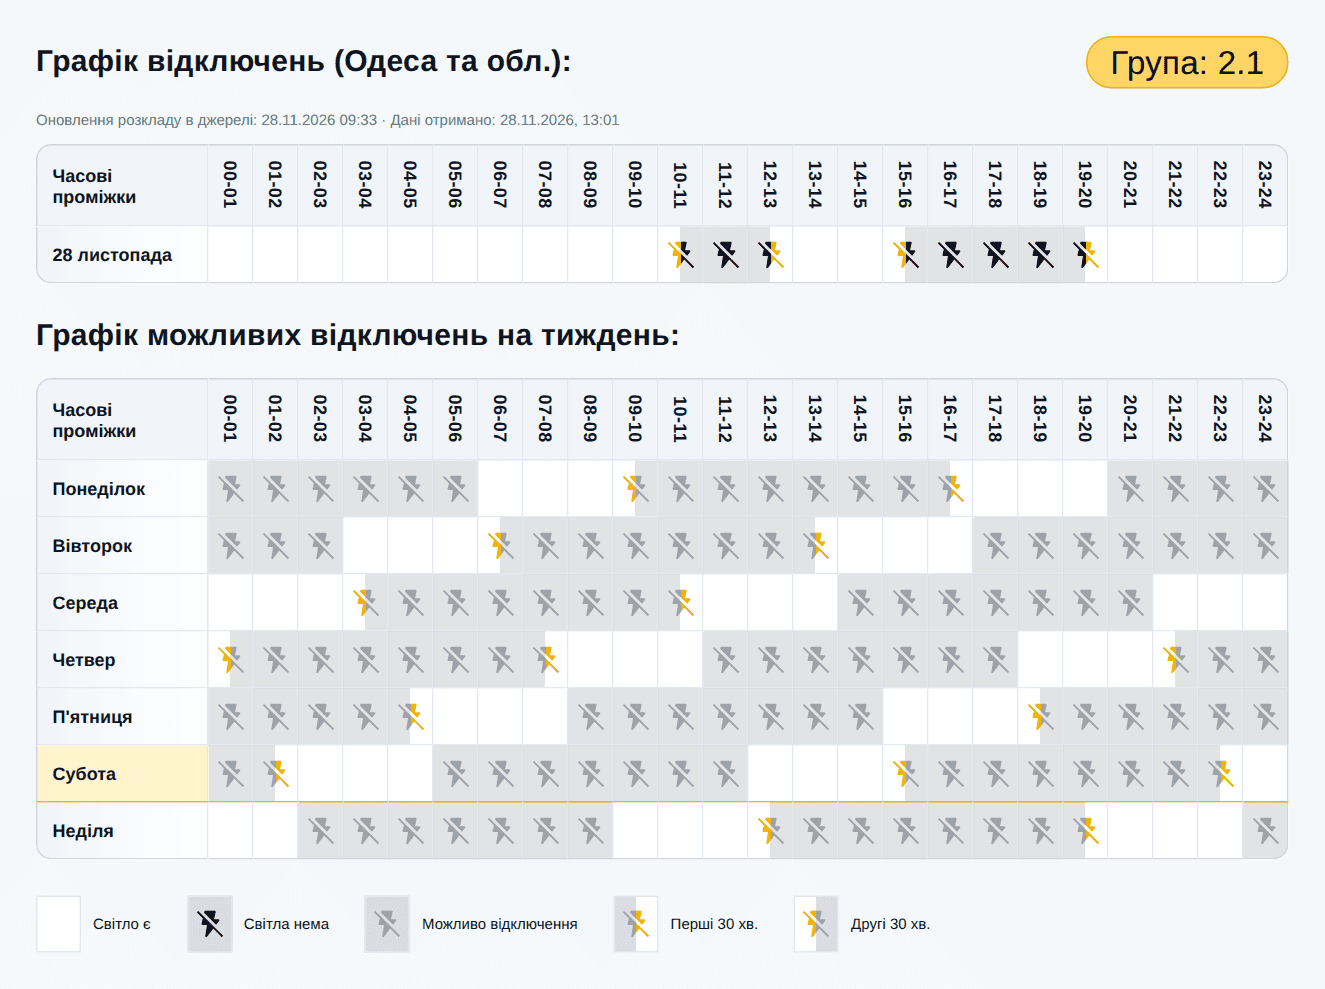 Графік відключень (Одеса та обл.):
Група: 2.1
Оновлення розкладу в джерелі: 28.11.2026 09:33 · Дані отримано: 28.11.2026, 13:01
Часові проміжки 00-01 01-02 02-03 03-04 04-05 05-06 06-07 07-08 08-09 09-10 10-11 11-12 12-13 13-14 14-15 15-16 16-17 17-18 18-19 19-20 20-21 21-22 22-23 23-24
28 листопада
Графік можливих відключень на тиждень:
Часові проміжки 00-01 01-02 02-03 03-04 04-05 05-06 06-07 07-08 08-09 09-10 10-11 11-12 12-13 13-14 14-15 15-16 16-17 17-18 18-19 19-20 20-21 21-22 22-23 23-24
Понеділок
Вівторок
Середа
Четвер
П'ятниця
Субота
Неділя
Світло є Світла нема Можливо відключення Перші 30 хв. Другі 30 хв.